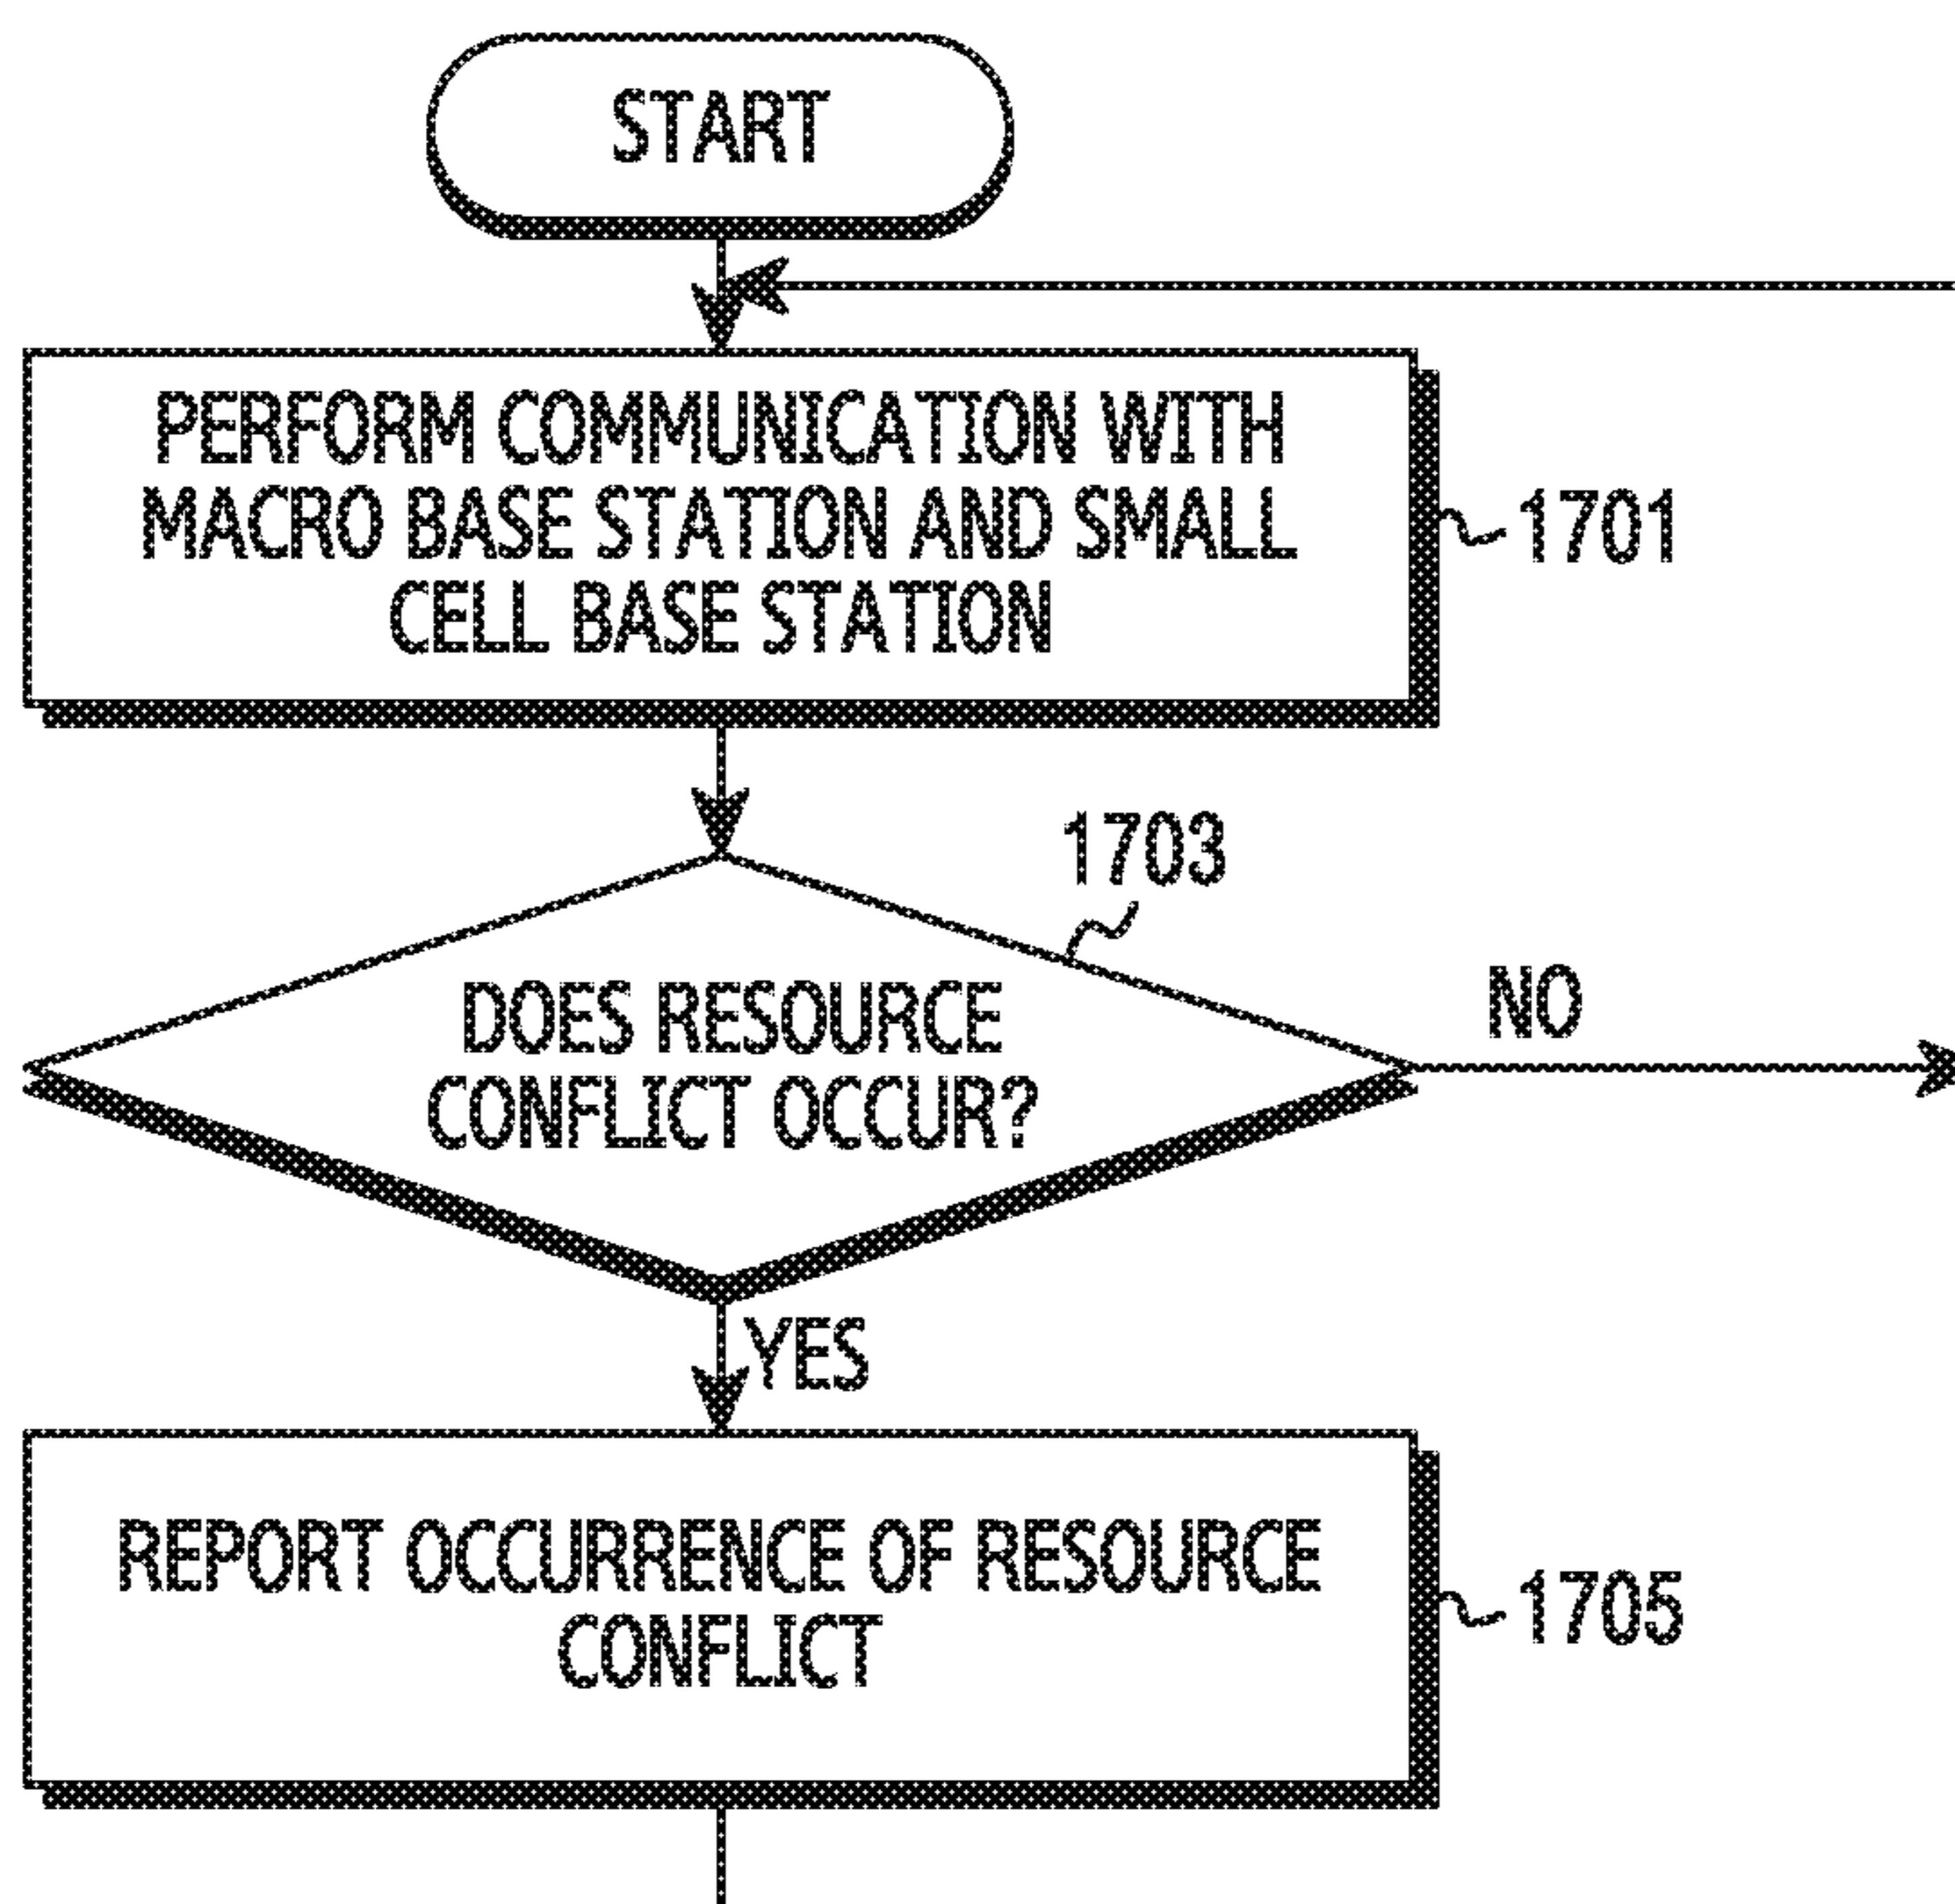 START
PERFORM COMMUNICATION WITH
MACRO BASE STATION AND SMALL
CELL BASE STATION
1701
1703
DOES RESOURCE
CONFLICT OCCUR?
NO
YES
REPORT OCCURRENCE OF RESOURCE
CONFLICT
1705